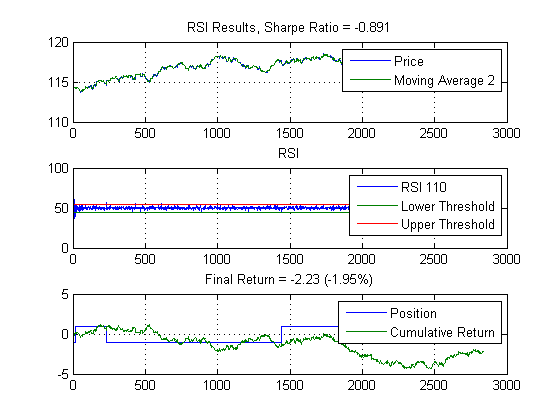 RSI Results, Sharpe Ratio = -0.891
120
115
110
Price
Moving Average 2
0 500 1000 1500 2000 2500 3000
RSI
100
50
0
RSI 110
Lower Threshold
Upper Threshold
0 500 1000 1500 2000 2500 3000
Final Return = -2.23 (-1.95%)
5
0
-5
Position
Cumulative Return
0 500 1000 1500 2000 2500 3000